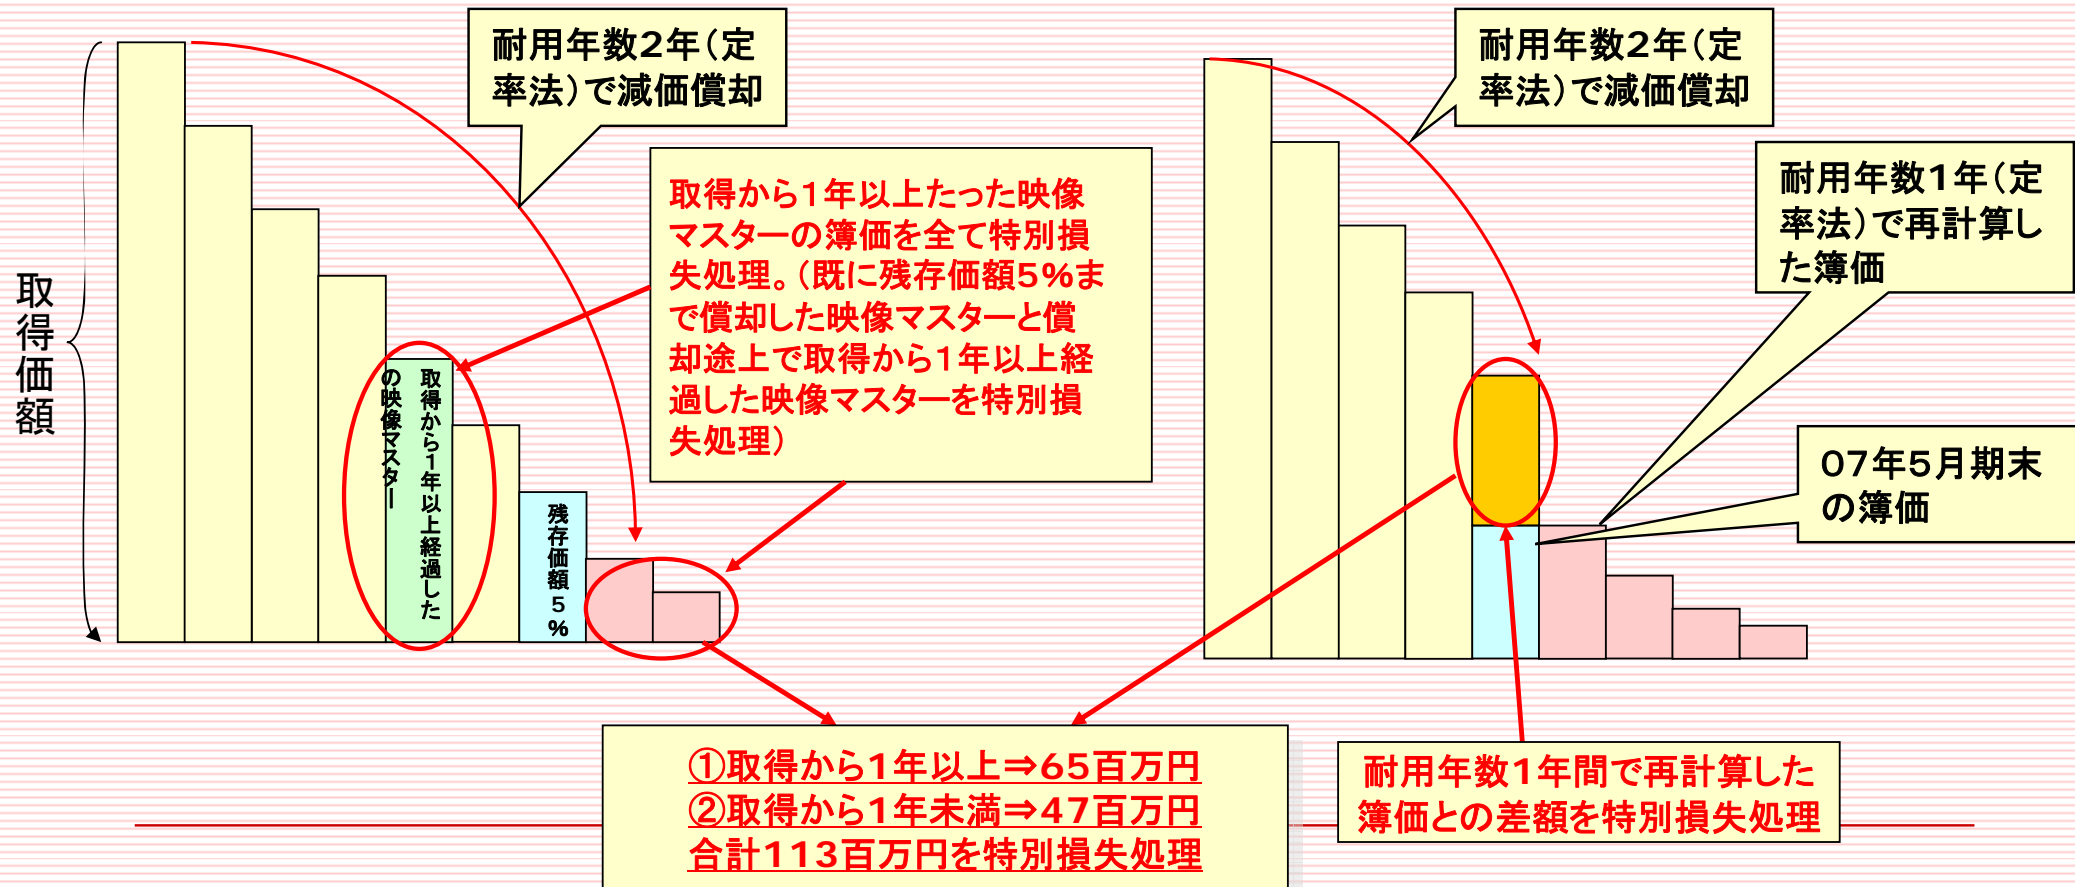 耐用年数2年（定
率法）で減価償却
取得から1年以上たった映像
マスターの簿価を全て特別損
失処理。（既に残存価額5%ま
で償却した映像マスターと償
却途上で取得から1年以上経
過した映像マスターを特別損
失処理）
取得価額
取得から1年以上経過した
の映像マスター
残存価額5%
耐用年数2年（定
率法）で減価償却
耐用年数1年（定
率法）で再計算し
た簿価
07年5月期末
の簿価
①取得から1年以上⇒65百万円
②取得から1年未満⇒47百万円
合計113百万円を特別損失処理
耐用年数1年間で再計算した
簿価との差額を特別損失処理